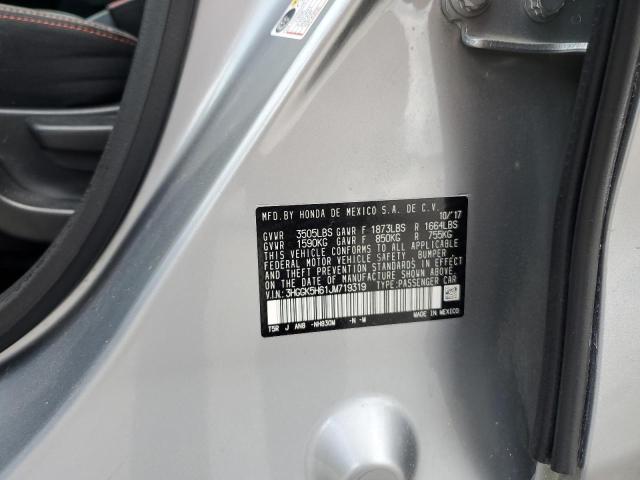 MFD. BY HONDA DE MEXICO S.A. DE C.V. 10/17
GVWR 3505LBS GAWR F 1873LBS R 1664LBS
GVWR 1590KG GAWR F 850KG R 755KG
THIS VEHICLE CONFORMS TO ALL APPLICABLE
FEDERAL MOTOR VEHICLE SAFETY, BUMPER,
AND THEFT PREVENTION STANDARDS IN EFFECT
ON THE DATE OF MANUFACTURE SHOWN ABOVE.
V.I.N: 3HGGK5H61JM719319 TYPE:PASSENGER CAR
T5R J ANB -NH830M -N -M MADE IN MEXICO